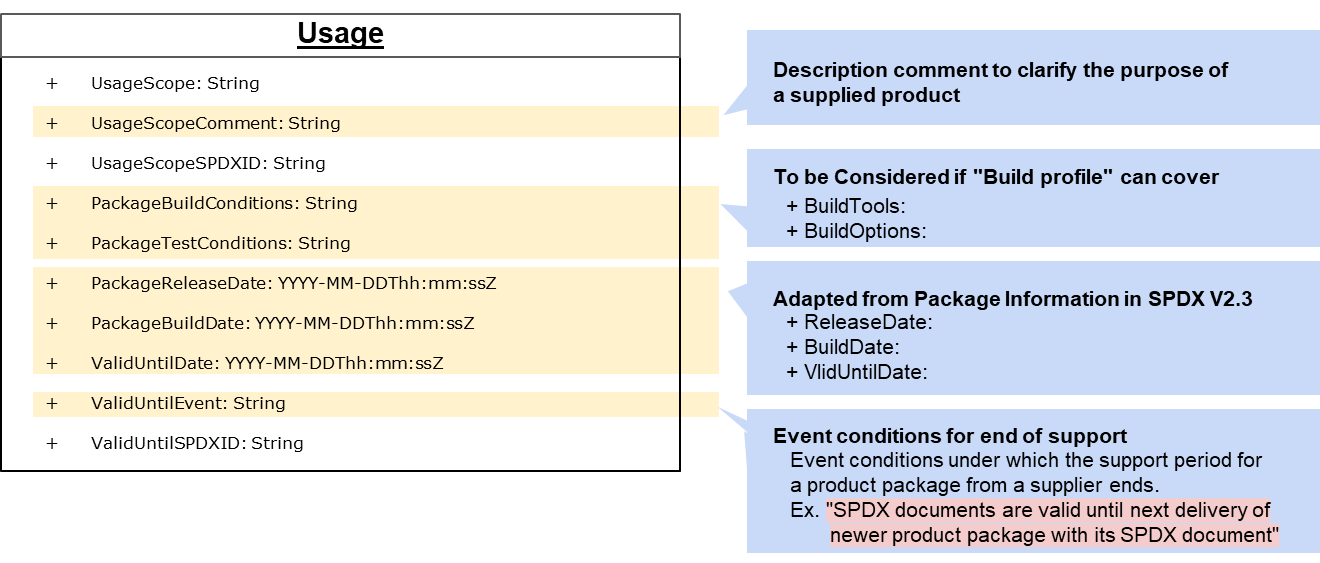 Usage
+ UsageScope: String
+ UsageScopeComment: String
+ UsageScopeSPDXID: String
+ PackageBuildConditions: String
+ PackageTestConditions: String
+ PackageReleaseDate: YYYY-MM-DDThh:mm:ssZ
+ PackageBuildDate: YYYY-MM-DDThh:mm:ssZ
+ ValidUntilDate: YYYY-MM-DDThh:mm:ssZ
+ ValidUntilEvent: String
+ ValidUntilSPDXID: String
Description comment to clarify the purpose of
a supplied product
To be Considered if "Build profile" can cover
+ BuildTools:
+ BuildOptions:
Adapted from Package Information in SPDX V2.3
+ ReleaseDate:
+ BuildDate:
+ VlidUntilDate:
Event conditions for end of support
Event conditions under which the support period for
a product package from a supplier ends.
Ex. "SPDX documents are valid until next delivery of
newer product package with its SPDX document"